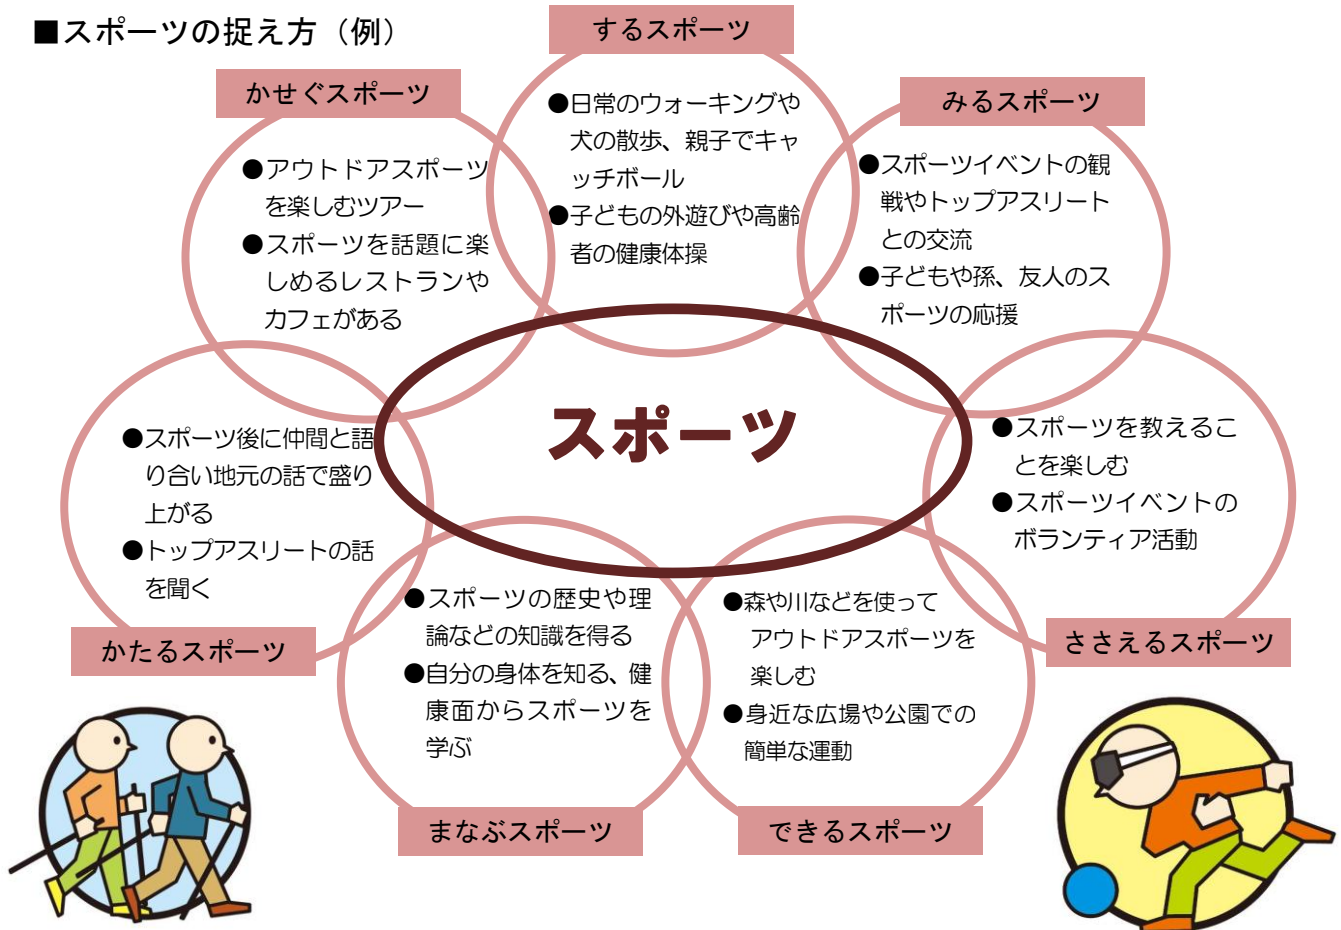 ■スポーツの捉え方（例）
するスポーツ
●日常のウォーキングや
犬の散歩、親子でキャ
ッチボール
●子どもの外遊びや高齢
者の健康体操
かせぐスポーツ
●アウトドアスポーツ
を楽しむツアー
●スポーツを話題に楽
しめるレストランや
カフェがある
みるスポーツ
●スポーツイベントの観
戦やトップアスリート
との交流
●子どもや孫、友人のス
ポーツの応援
スポーツ
●スポーツ後に仲間と語
り合い地元の話で盛り
上がる
●トップアスリートの話
を聞く
かたるスポーツ
●スポーツを教えるこ
とを楽しむ
●スポーツイベントの
ボランティア活動
ささえるスポーツ
●スポーツの歴史や理
論などの知識を得る
●自分の身体を知る、健
康面からスポーツを
学ぶ
まなぶスポーツ
●森や川などを使って
アウトドアスポーツを
楽しむ
●身近な広場や公園での
簡単な運動
できるスポーツ